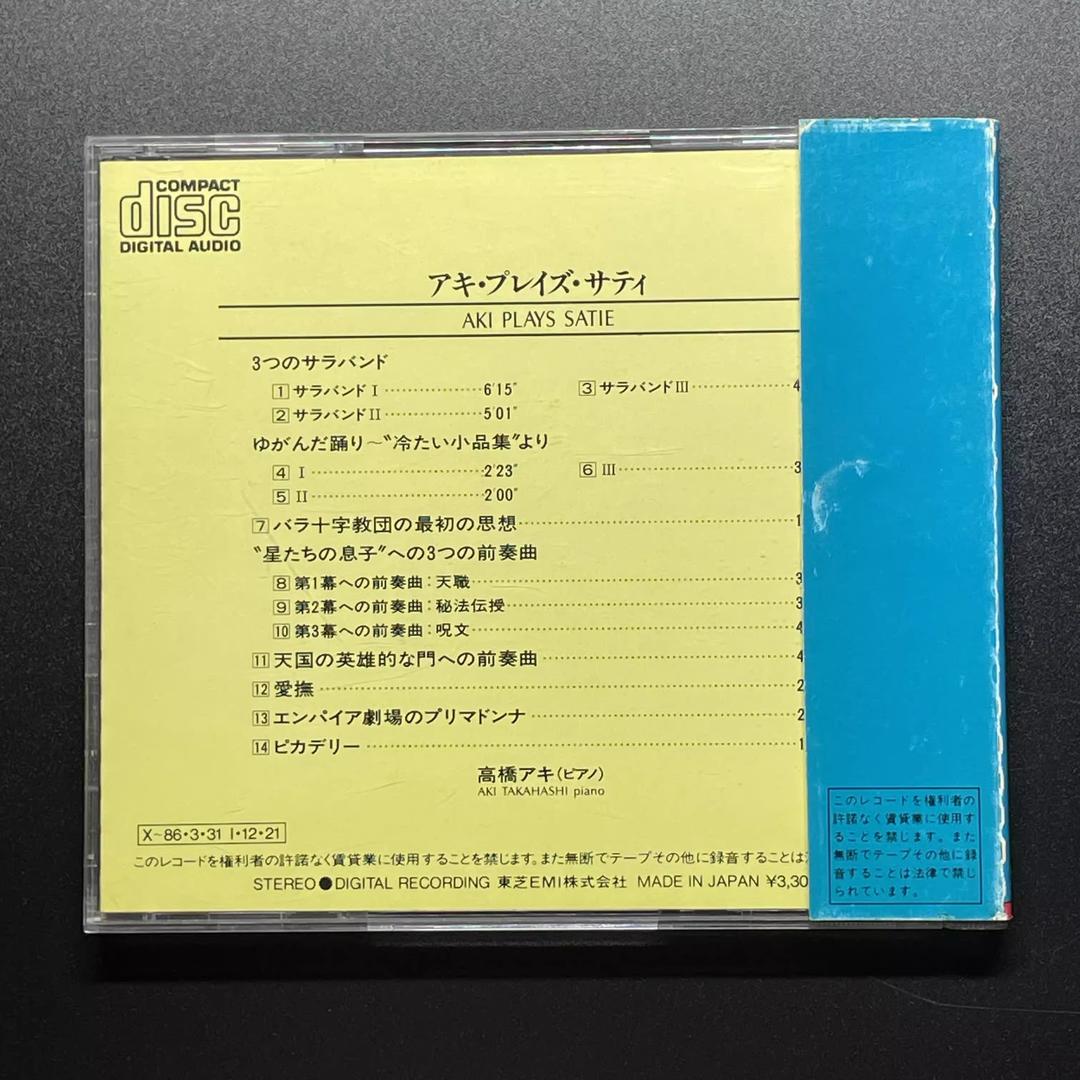 COMPACT
disc
DIGITAL AUDIO
アキ・プレイズ・サティ
AKI PLAYS SATIE
3つのサラバンド
1 サラバンドⅠ 6'15"
3 サラバンドⅢ 4
2 サラバンドⅡ 5'01"
ゆがんだ踊り〜"冷たい小品集"より
4 Ⅰ 2'23"
6 Ⅲ 3
5 Ⅱ 2'00"
7 バラ十字教団の最初の思想 1
"星たちの息子"への3つの前奏曲
8 第1幕への前奏曲:天職 3
9 第2幕への前奏曲:秘法伝授 3
10 第3幕への前奏曲:呪文 4
11 天国の英雄的な門への前奏曲 4
12 愛撫 2
13 エンパイア劇場のプリマドンナ 2
14 ピカデリー 1
高橋アキ(ピアノ)
AKI TAKAHASHI piano
X~86・3・31 I・12・21
このレコードを権利者の許諾なく賃貸業に使用することを禁じます。また無断でテープその他に録音することは
STEREO●DIGITAL RECORDING 東芝EMI株式会社 MADE IN JAPAN ¥3,30
このレコードを権利者の
許諾なく賃貸業に使用す
ることを禁じます。また
無断でテープその他に録
音することは法律で禁じ
られています。